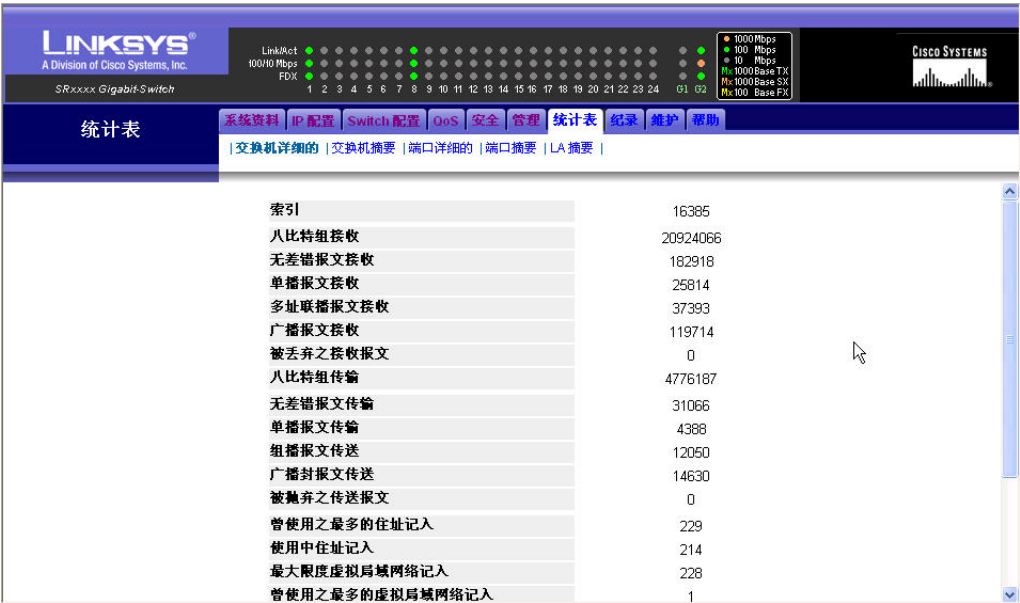 LINKSYS®
A Division of Cisco Systems, Inc.
SRxxxx Gigabit-Switch
Link/Act
100/10 Mbps
FDX
1 2 3 4 5 6 7 8 9 10 11 12 13 14 15 16 17 18 19 20 21 22 23 24 G1 G2
1000 Mbps
100 Mbps
10 Mbps
Mx 1000 Base TX
Mx 1000 Base SX
Mx 100 Base FX
CISCO SYSTEMS
统计表
系统资料 IP 配置 Switch 配置 QoS 安全 管理 统计表 纪录 维护 帮助
|交换机详细的 |交换机摘要 |端口详细的 |端口摘要 |LA 摘要 |
索引 16385
八比特组接收 20924066
无差错报文接收 182918
单播报文接收 25814
多址联播报文接收 37393
广播报文接收 119714
被丢弃之接收报文 0
八比特组传输 4776187
无差错报文传输 31066
单播报文传输 4388
组播报文传送 12050
广播封报文传送 14630
被抛弃之传送报文 0
曾使用之最多的住址记入 229
使用中住址记入 214
最大限度虚拟局域网络记入 228
曾使用之最多的虚拟局域网络记入 1